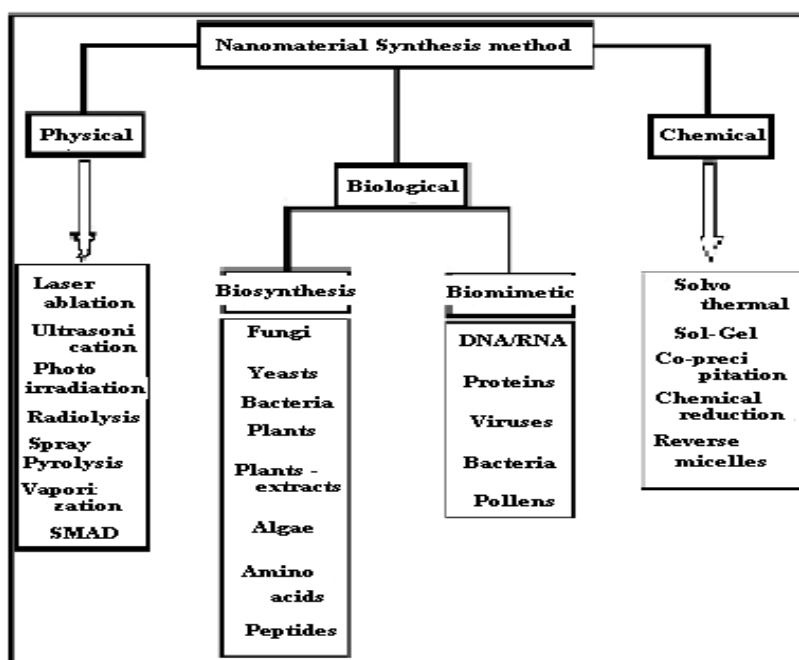 Nanomaterial Synthesis method
Physical
Laser
ablation
Ultrasoni
cation
Photo
irradiation
Radiolysis
Spray
Pyrolysis
Vapori
zation
SMAD
Biological
Biosynthesis
Fungi
Yeasts
Bacteria
Plants
Plants -
extracts
Algae
Amino
acids
Peptides
Biomimetic
DNA/RNA
Proteins
Viruses
Bacteria
Pollens
Chemical
Solvo
thermal
Sol-Gel
Co-preci
pitation
Chemical
reduction
Reverse
micelles